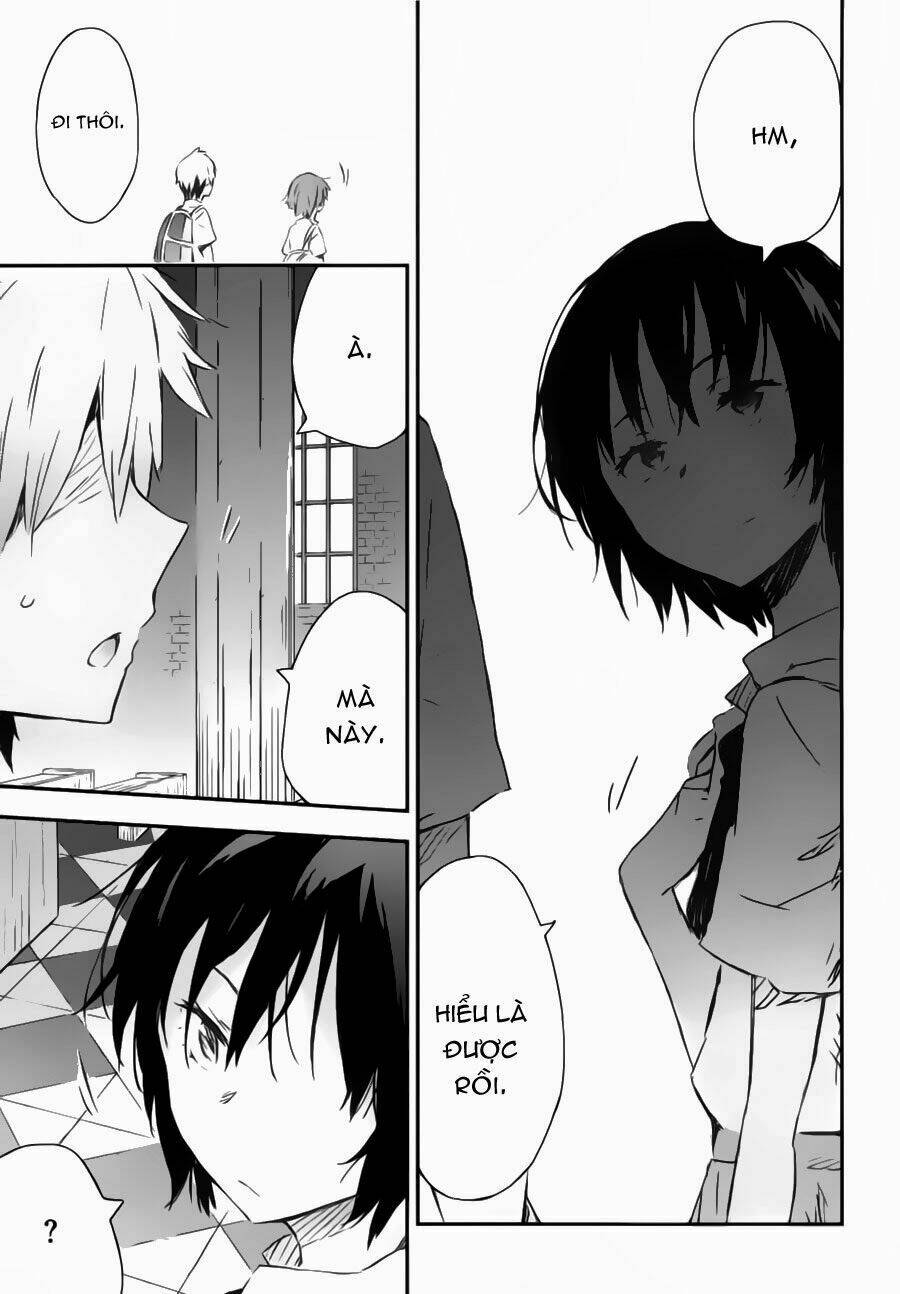 HM,
HIỂU LÀ
ĐƯỢC
RỒI.
ĐI THÔI.
À.
MÀ
NÀY.
?